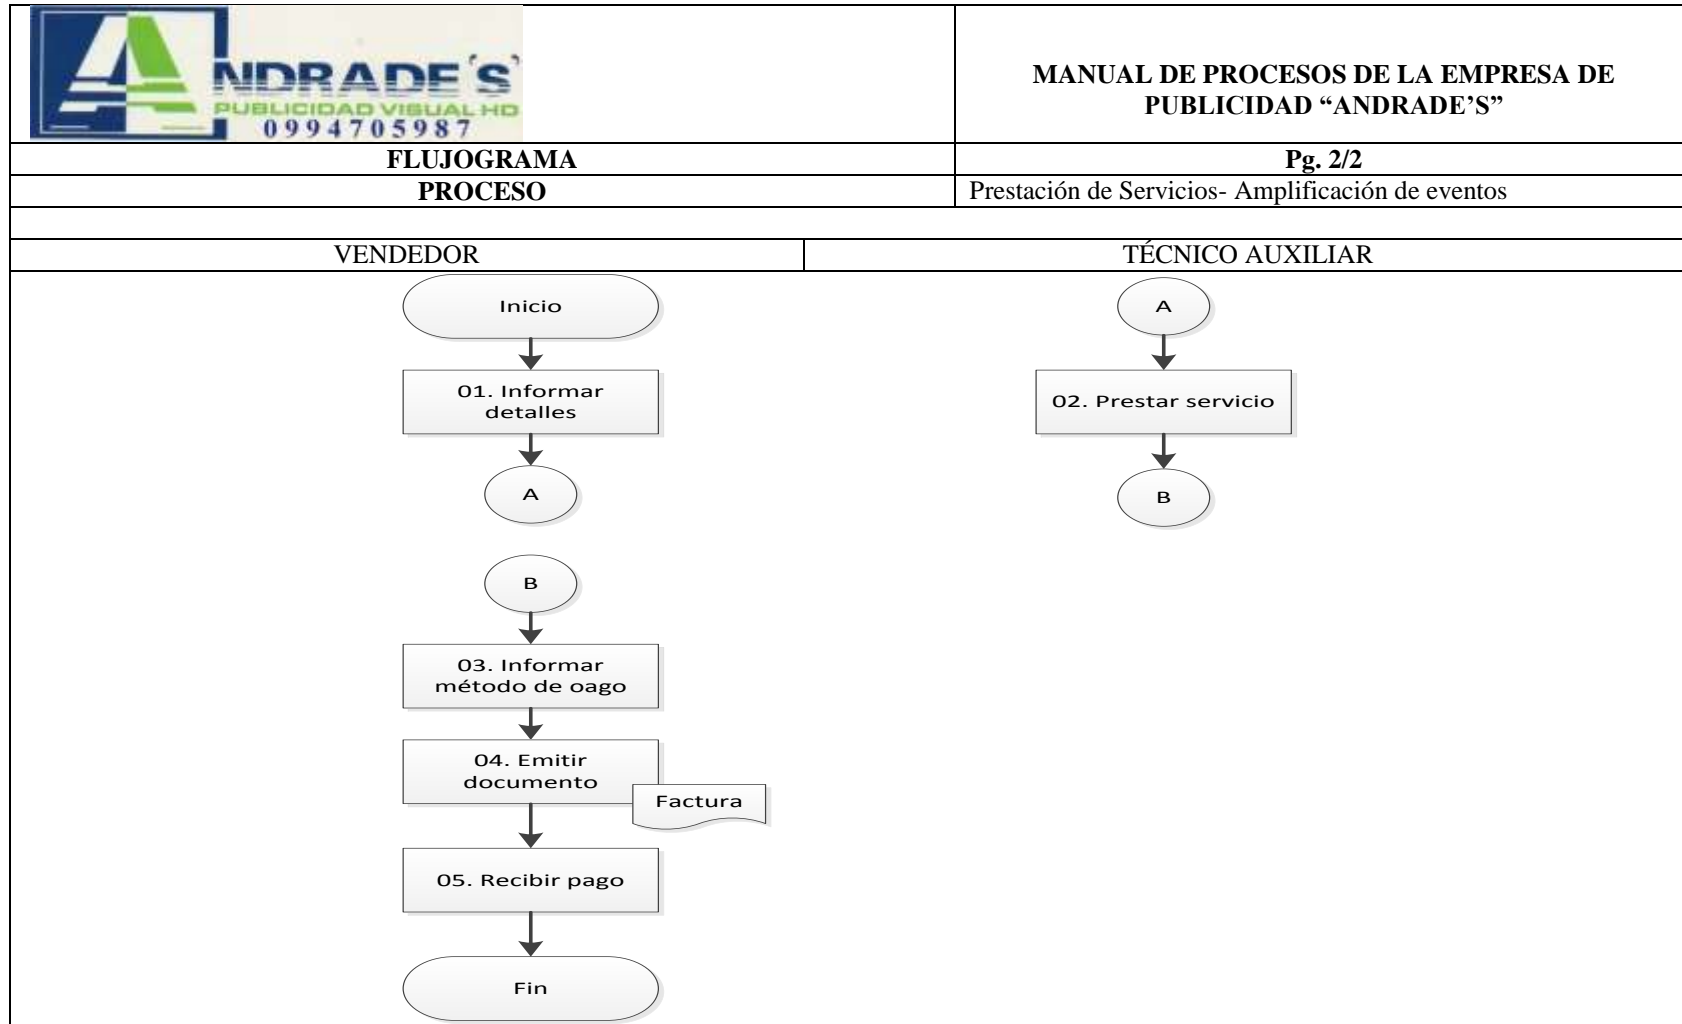 ANDRADE´S
PUBLICIDAD VISUAL HD
0994705987
MANUAL DE PROCESOS DE LA EMPRESA DE
PUBLICIDAD “ANDRADE’S”
FLUJOGRAMA
Pg. 2/2
PROCESO
Prestación de Servicios- Amplificación de eventos
VENDEDOR
TÉCNICO AUXILIAR
Inicio
01. Informar
detalles
A
B
03. Informar
método de oago
04. Emitir
documento
Factura
05. Recibir pago
Fin
A
02. Prestar servicio
B